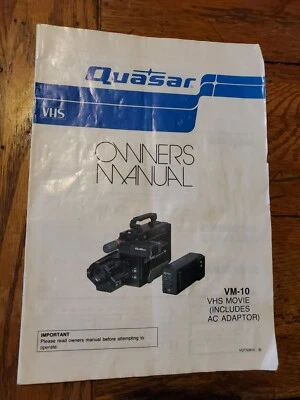 Quasar
VHS
OWNERS
MANUAL
VM-10
VHS MOVIE
(INCLUDES
AC ADAPTOR)
IMPORTANT
Please read owners manual before attempting to
operate.